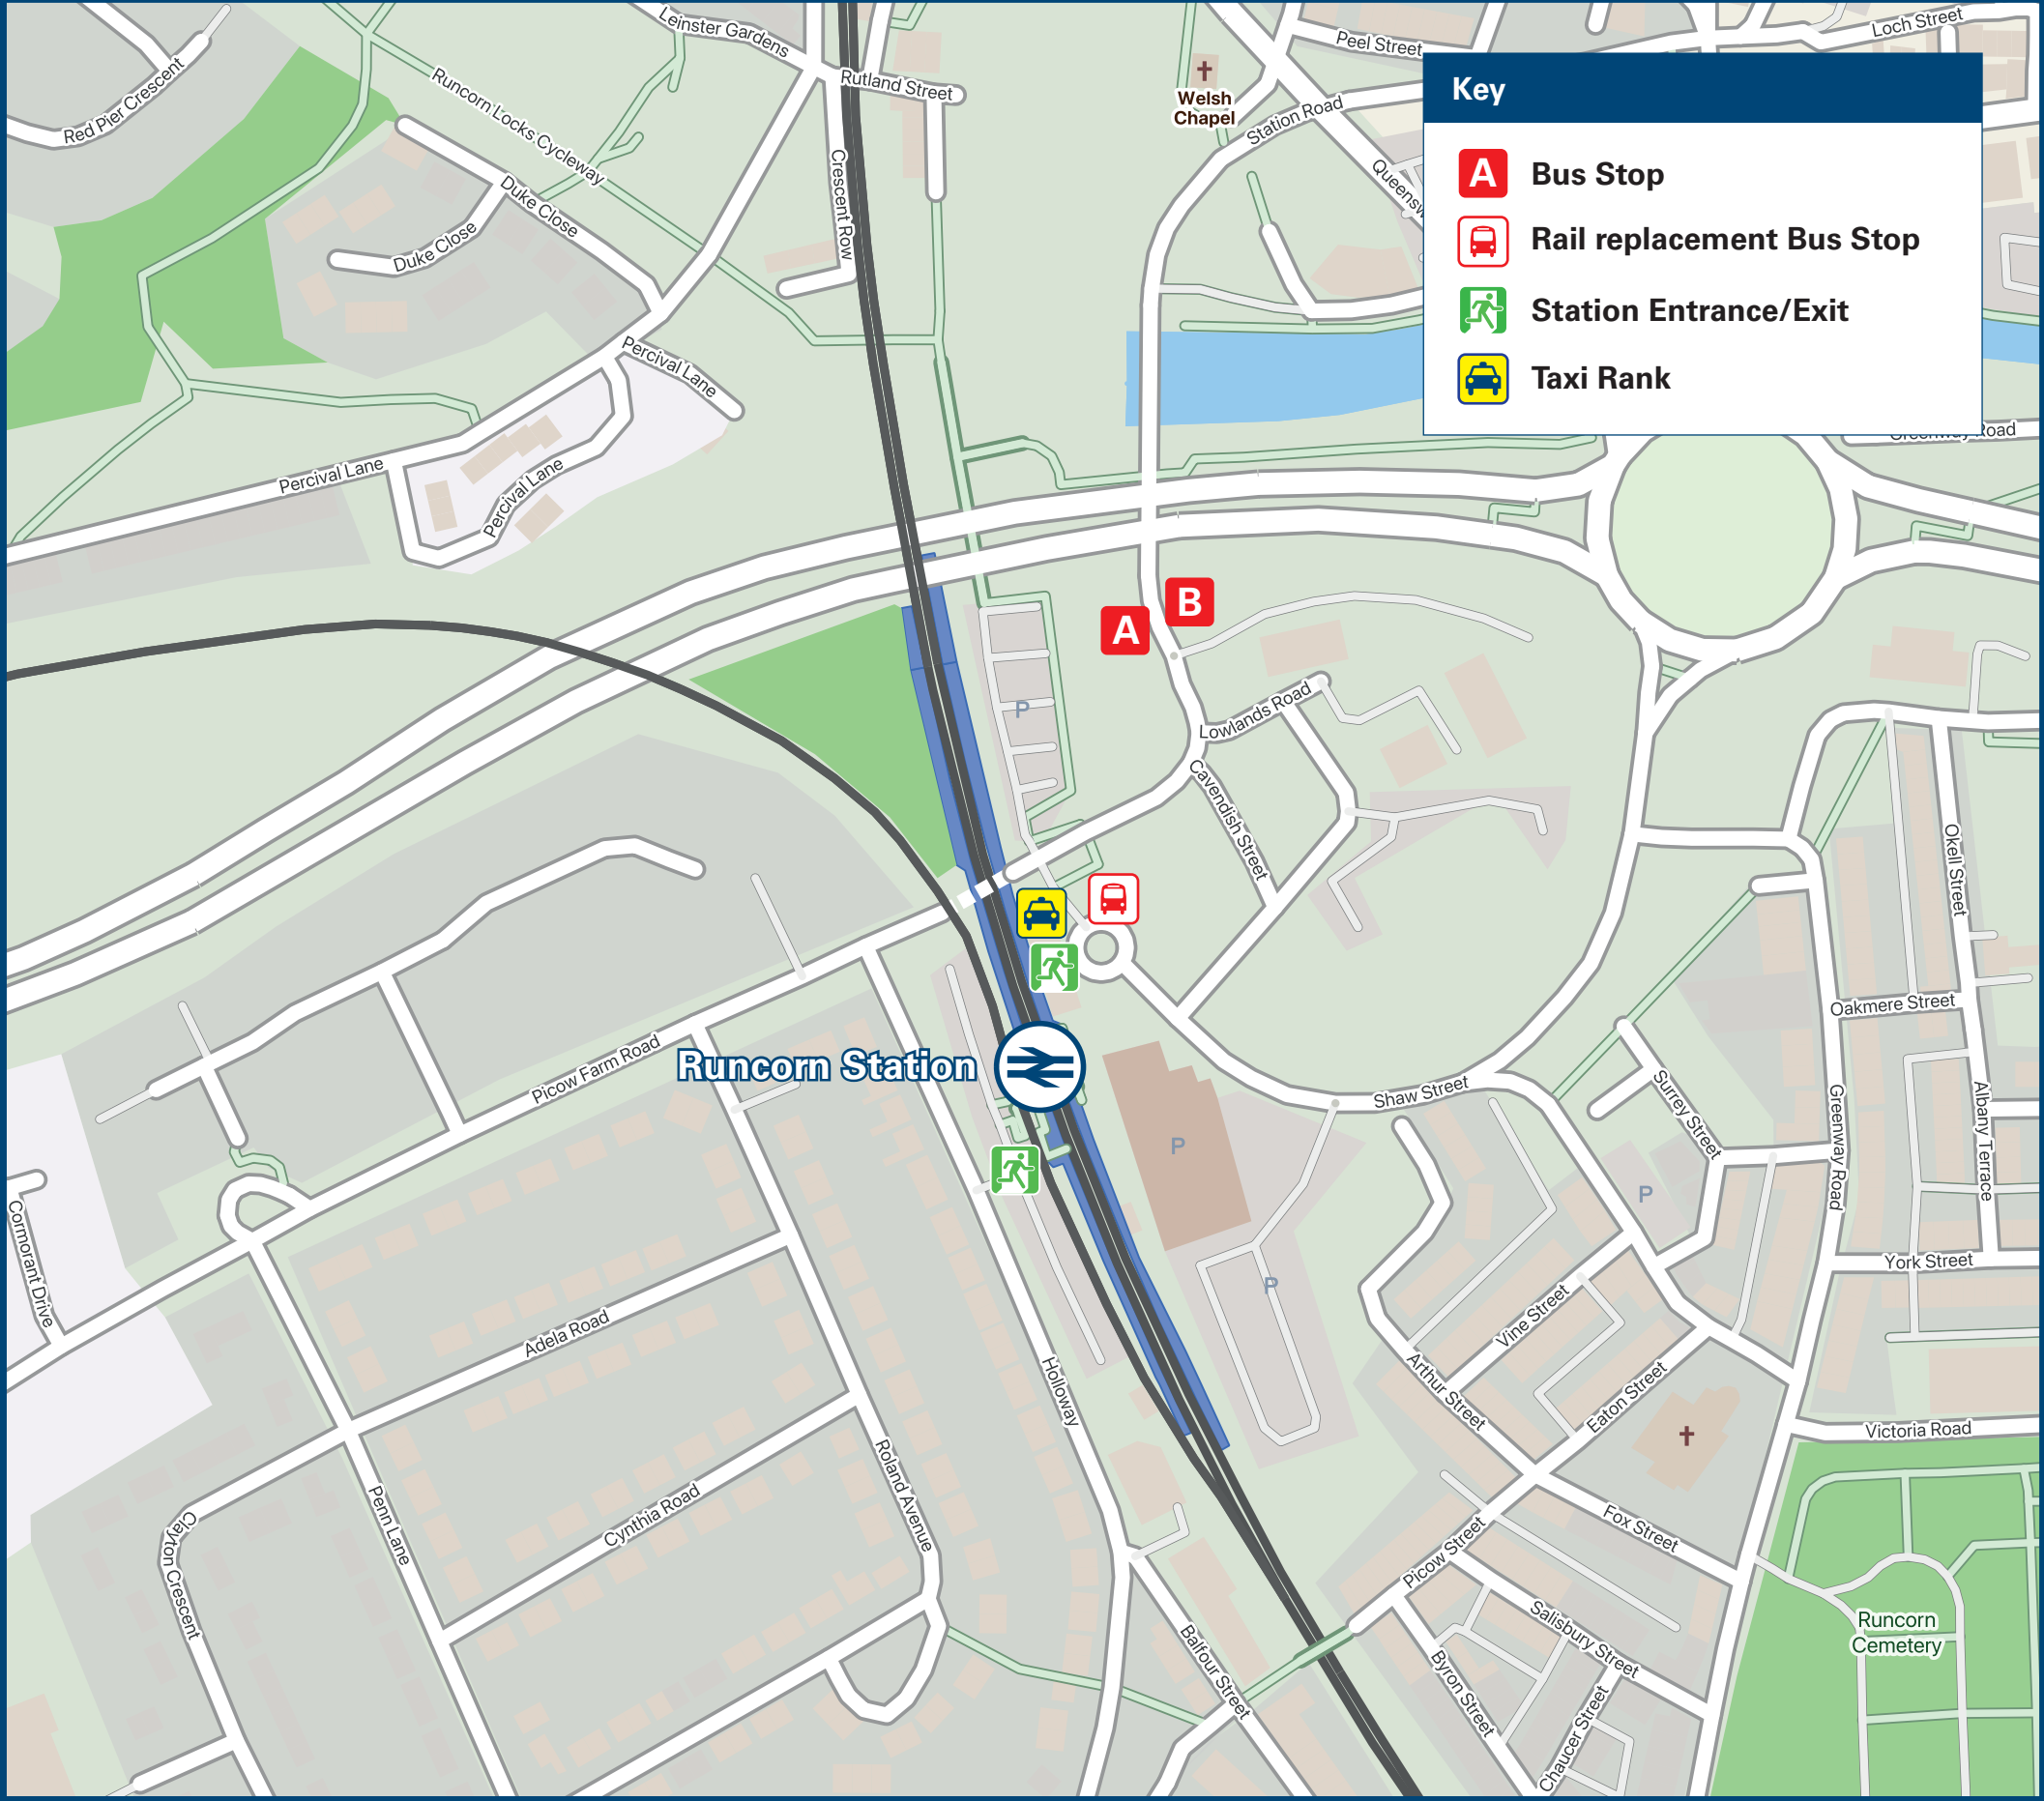 Leinster Gardens
Peel Street
Loch Street
Red Pier Crescent
Runcorn Locks Cycleway
Rutland Street
Welsh
Chapel
Station Road
Key
A
Bus Stop
Rail replacement Bus Stop
Station Entrance/Exit
Taxi Rank
Crescent Row
Duke Close
Duke Close
Percival Lane
Percival Lane
Percival Lane
B
A
P
Lowlands Road
Cavendish Street
Okell Street
Oakmere Street
Runcorn Station
Picow Farm Road
Shaw Street
Surrey Street
Greenway Road
Albany Terrace
P
P
P
Cormorant Drive
York Street
Adela Road
Vine Street
Holloway
Arthur Street
Eaton Street
Victoria Road
Roland Avenue
Penn Lane
Cynthia Road
Clayton Crescent
Fox Street
Picow Street
Salisbury Street
Runcorn
Cemetery
Balfour Street
Byron Street
Chaucer Street